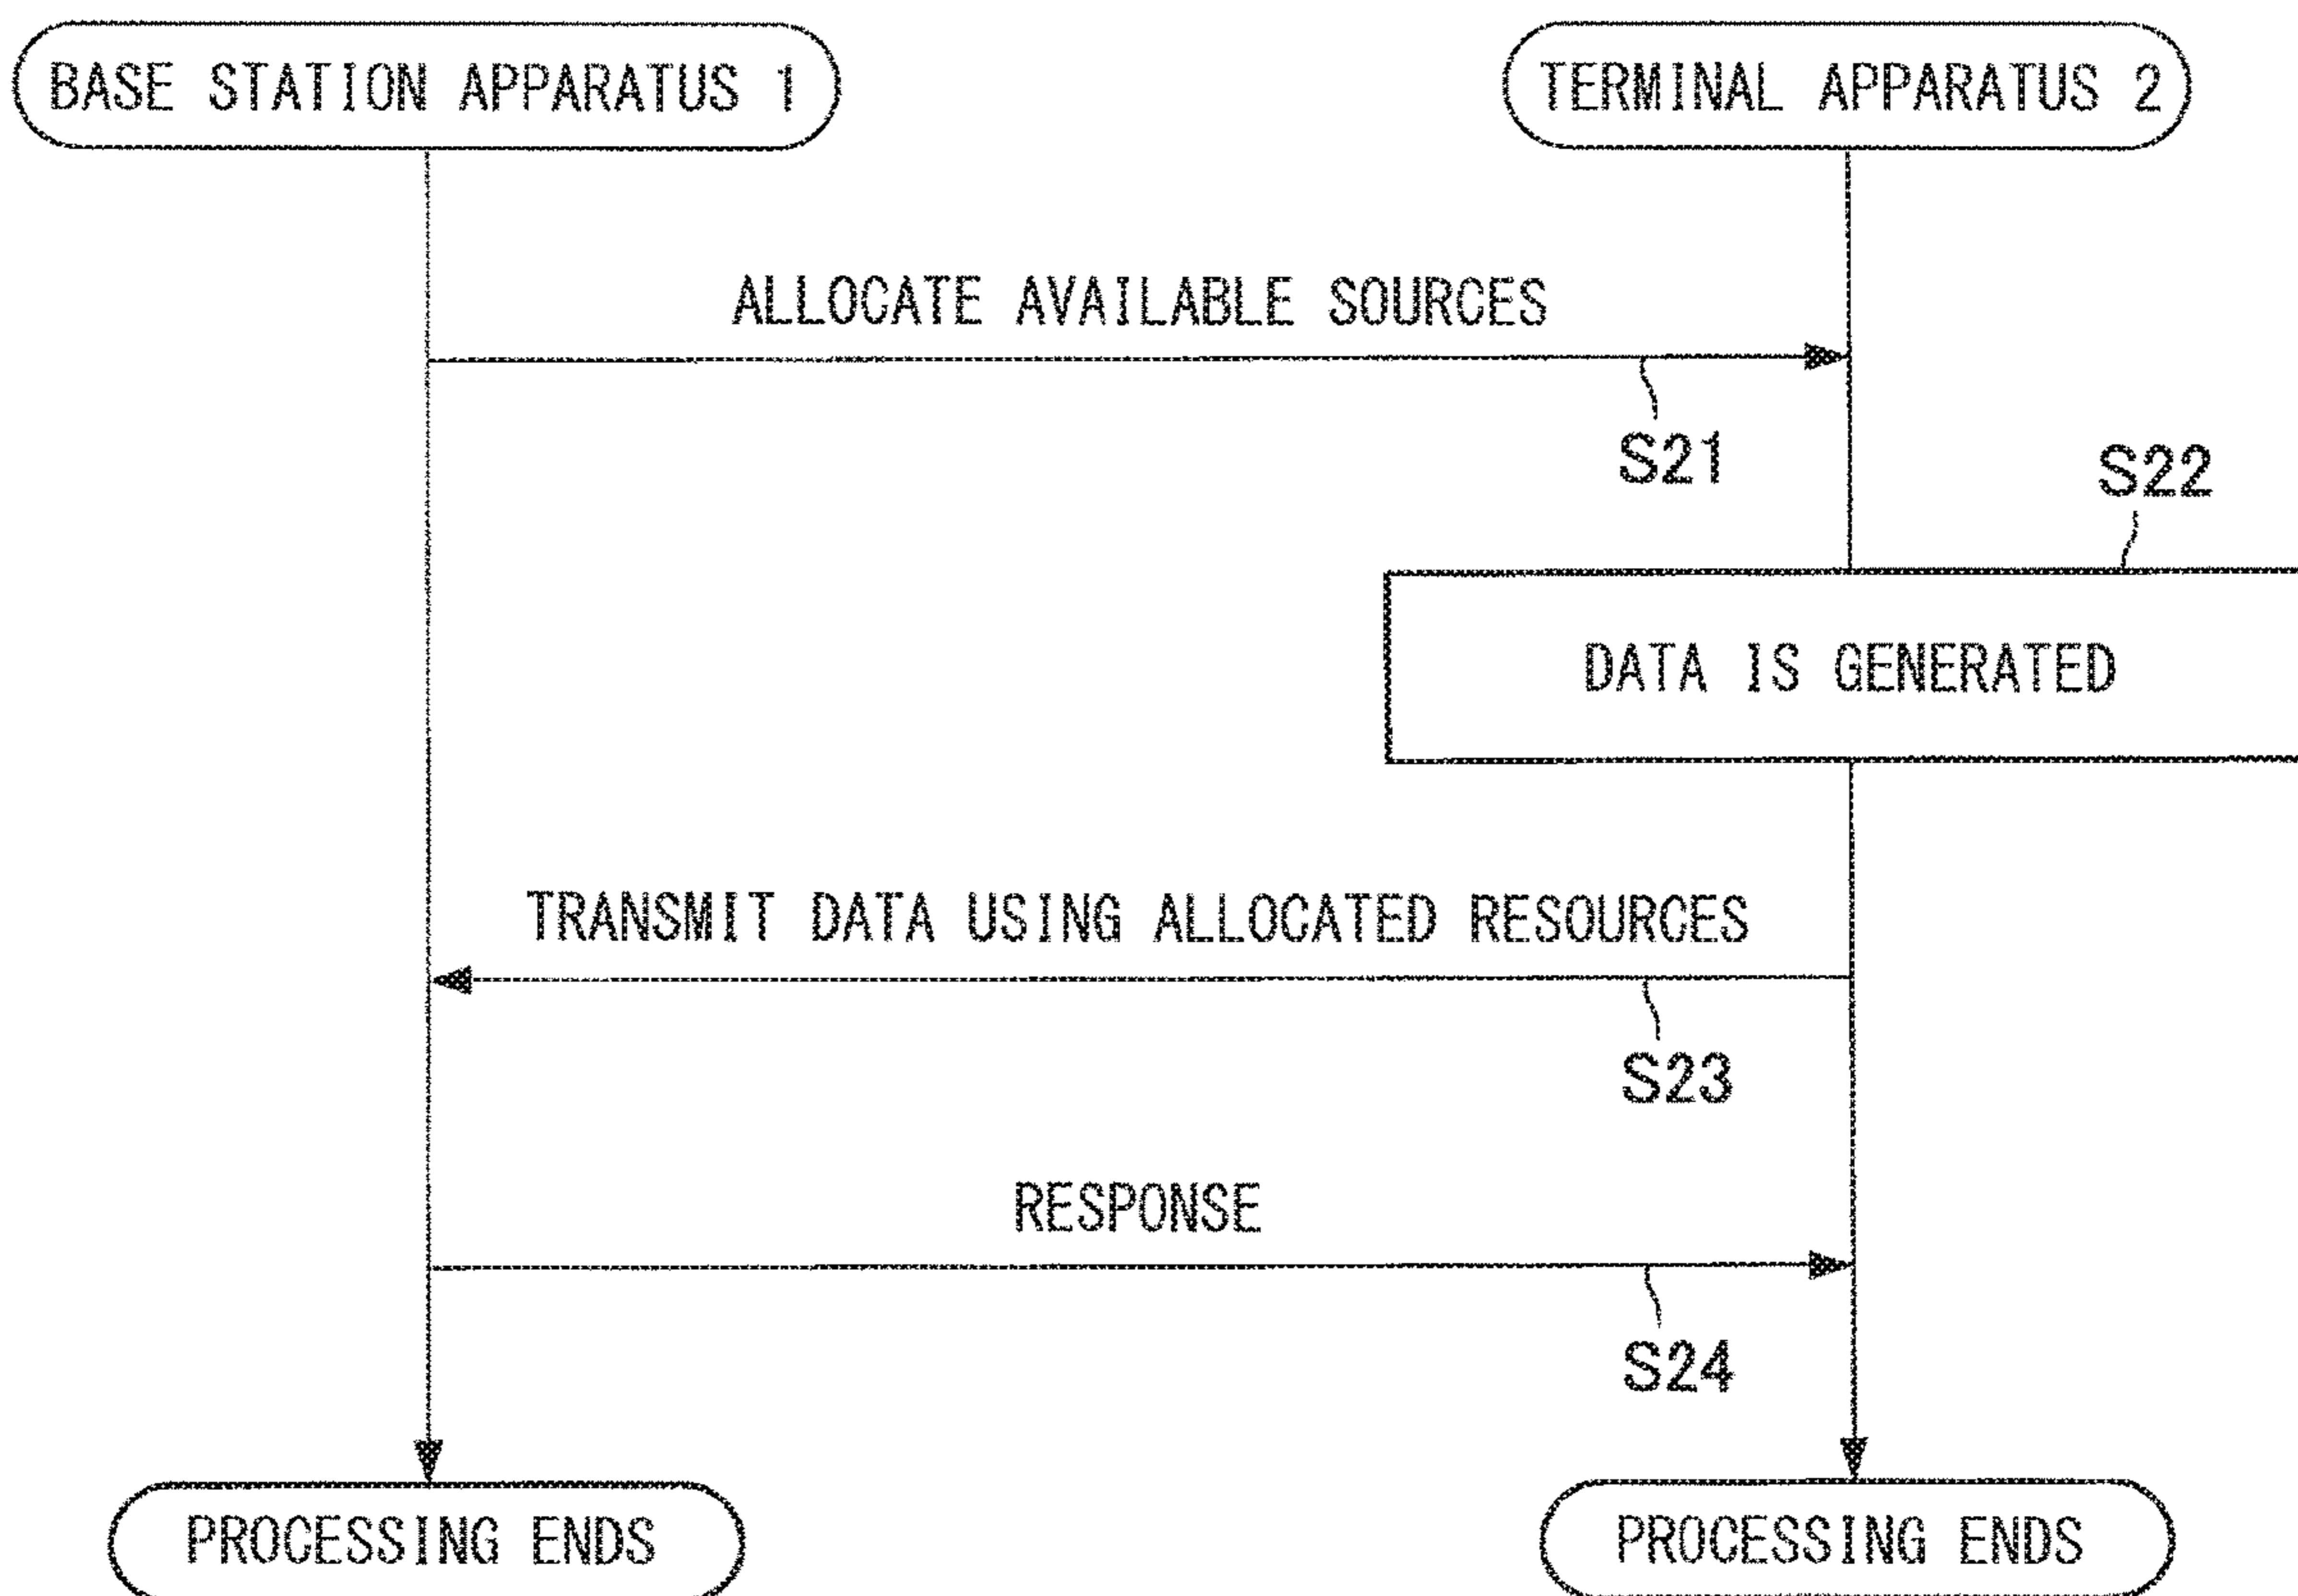 BASE STATION APPARATUS 1
TERMINAL APPARATUS 2
ALLOCATE AVAILABLE SOURCES
S21
S22
DATA IS GENERATED
TRANSMIT DATA USING ALLOCATED RESOURCES
S23
RESPONSE
S24
PROCESSING ENDS
PROCESSING ENDS